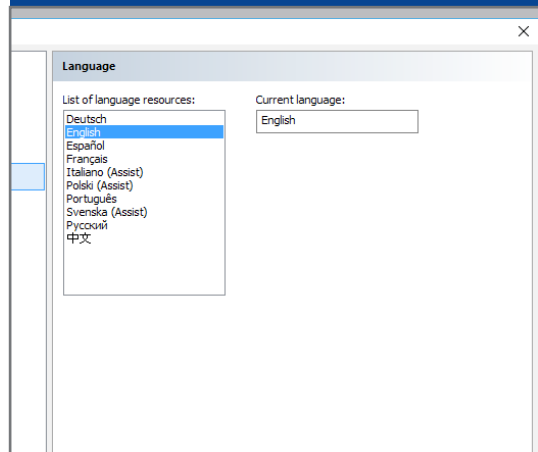 Language
List of language resources:
Deutsch
English
Español
Français
Italiano (Assist)
Polski (Assist)
Português
Svenska (Assist)
Русский
中文
Current language:
English